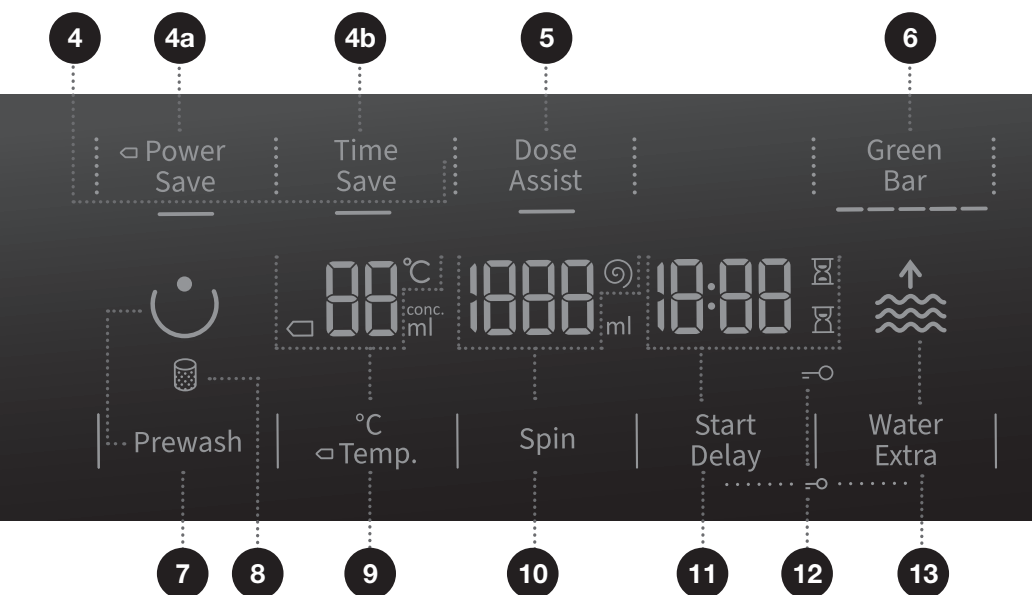 4 4a 4b 5 6
Power Time Dose Green
Save Save Assist Bar
88 °C 1888 18:88
conc.
ml ml
°C Start Water
Prewash Temp. Spin Delay Extra
7 8 9 10 11 12 13